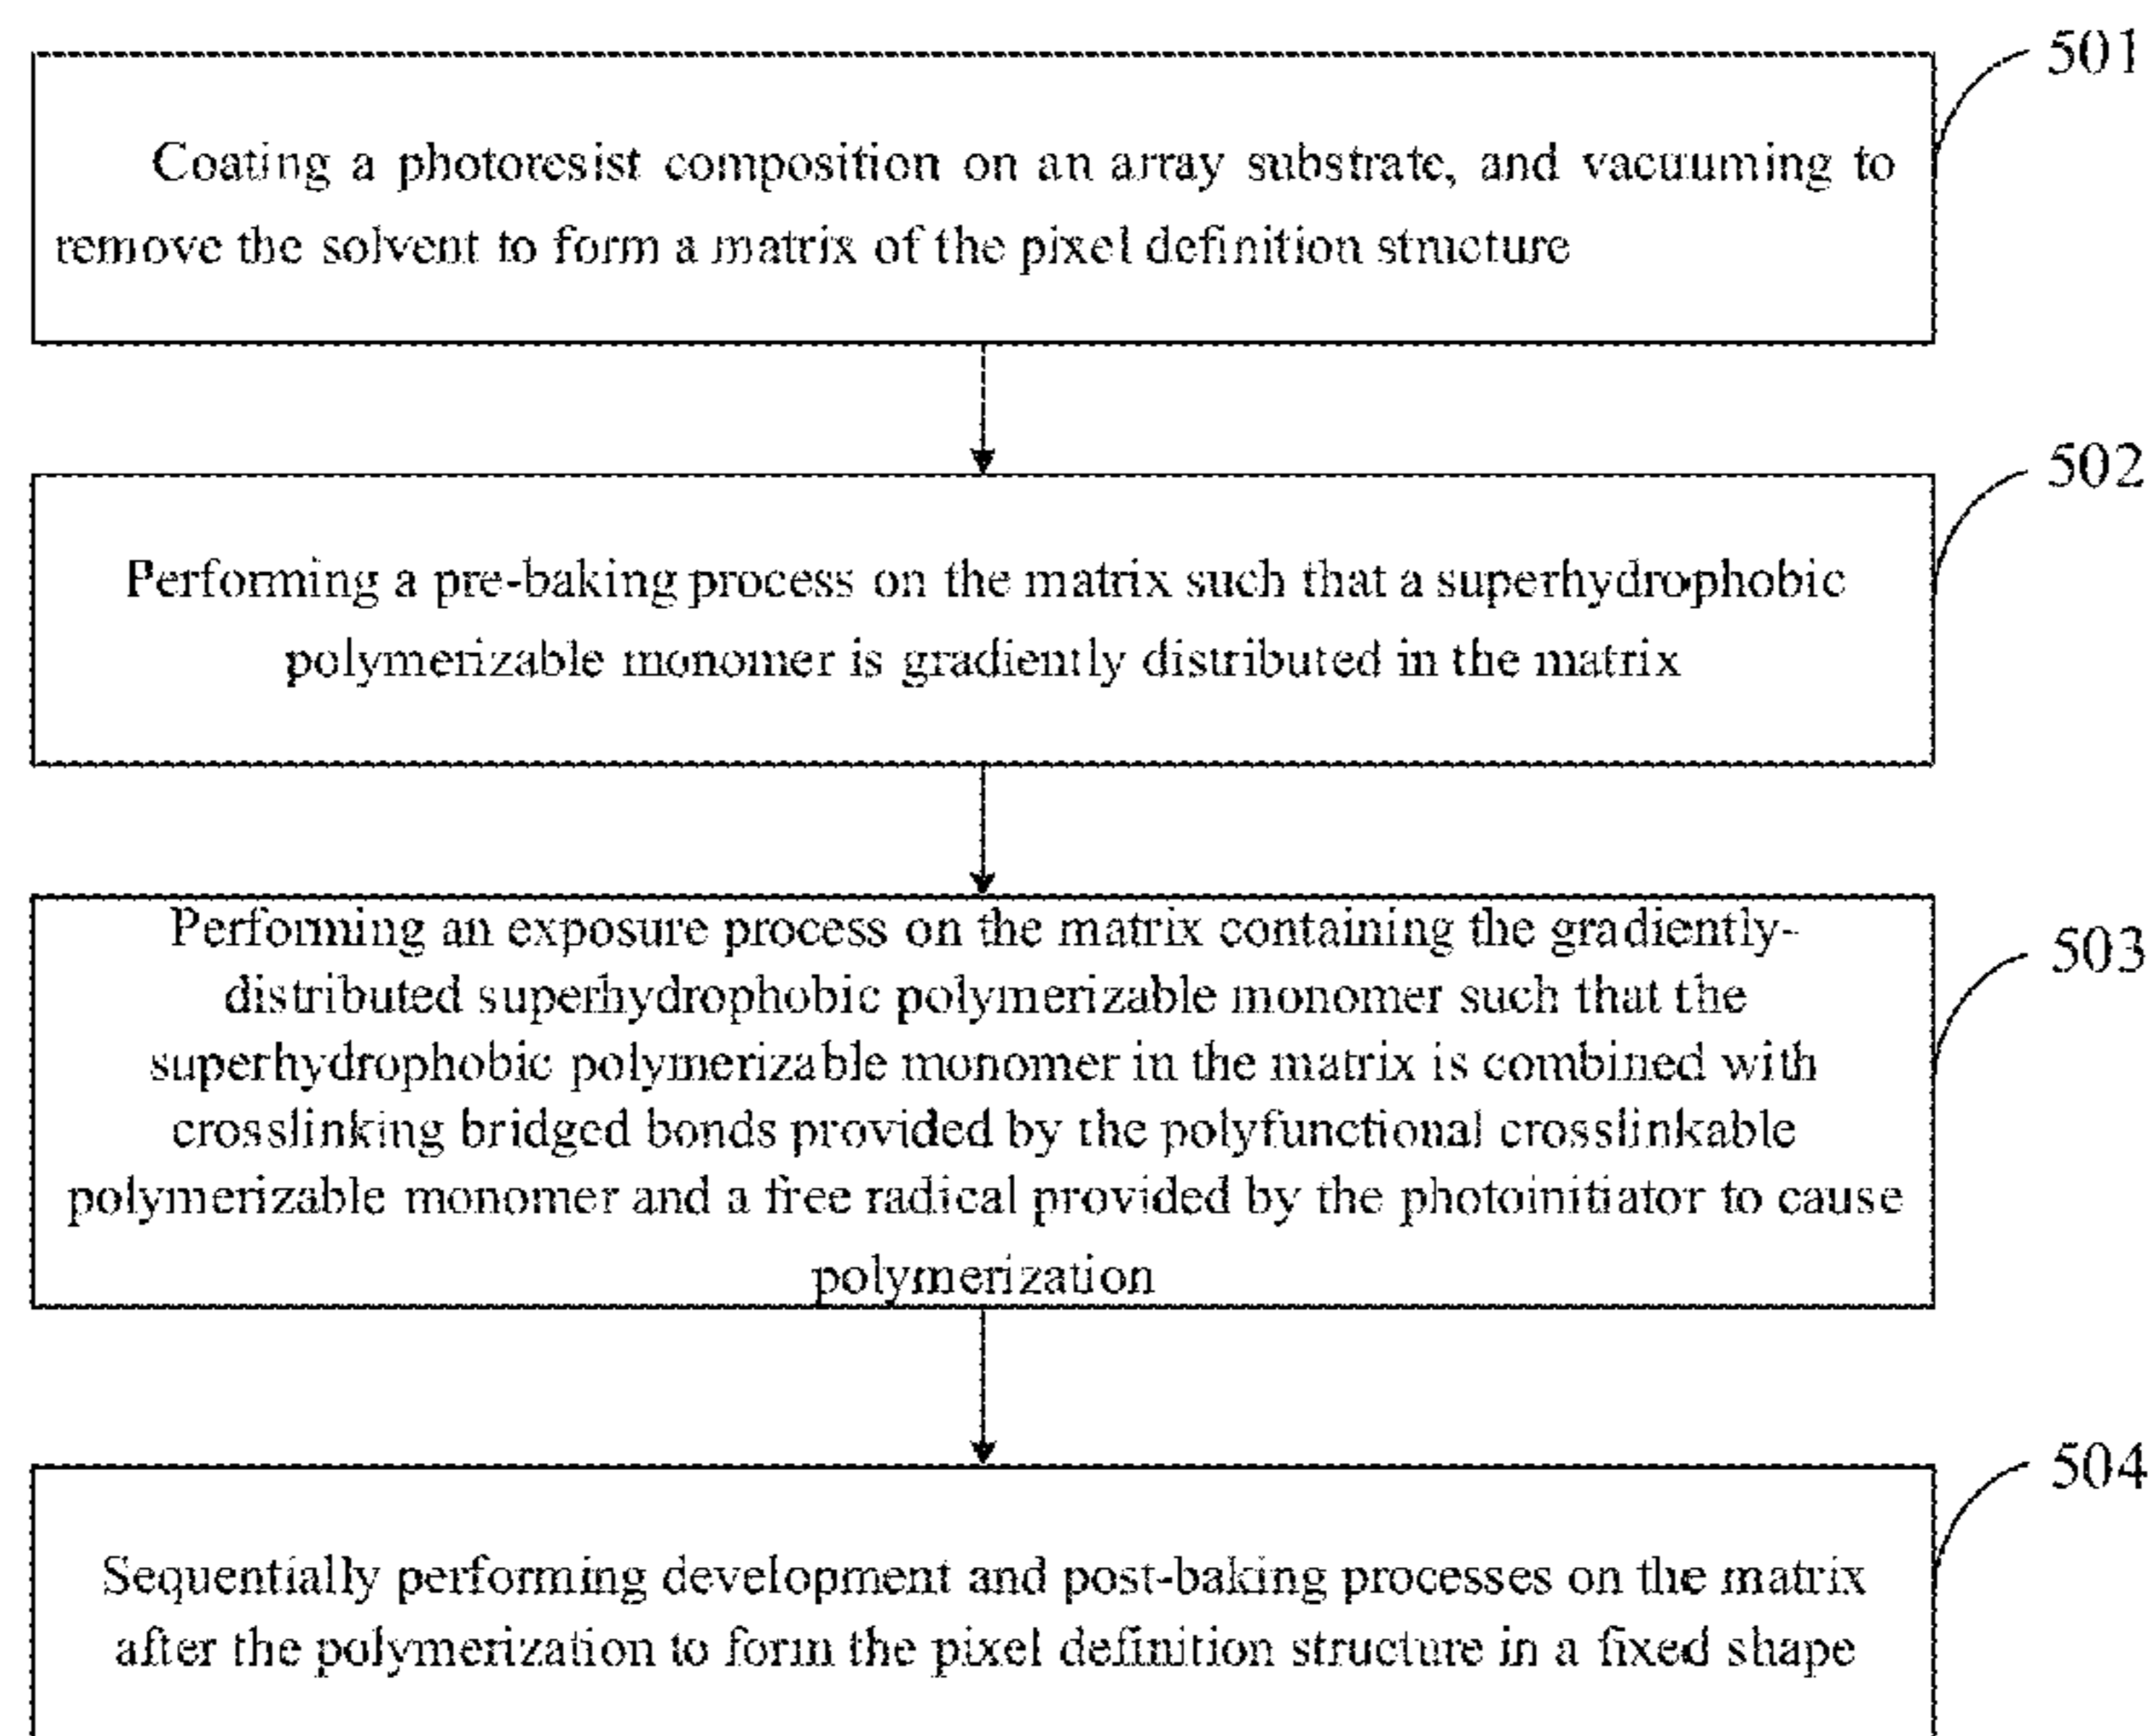 501
Coating a photoresist composition on an array substrate, and vacuuming to
remove the solvent to form a matrix of the pixel definition structure
502
Performing a pre-baking process on the matrix such that a superhydrophobic
polymerizable monomer is gradiently distributed in the matrix
503
Performing an exposure process on the matrix containing the gradiently-
distributed superhydrophobic polymerizable monomer such that the
superhydrophobic polymerizable monomer in the matrix is combined with
crosslinking bridged bonds provided by the polyfunctional crosslinkable
polymerizable monomer and a free radical provided by the photoinitiator to cause
polymerization
504
Sequentially performing development and post-baking processes on the matrix
after the polymerization to form the pixel definition structure in a fixed shape